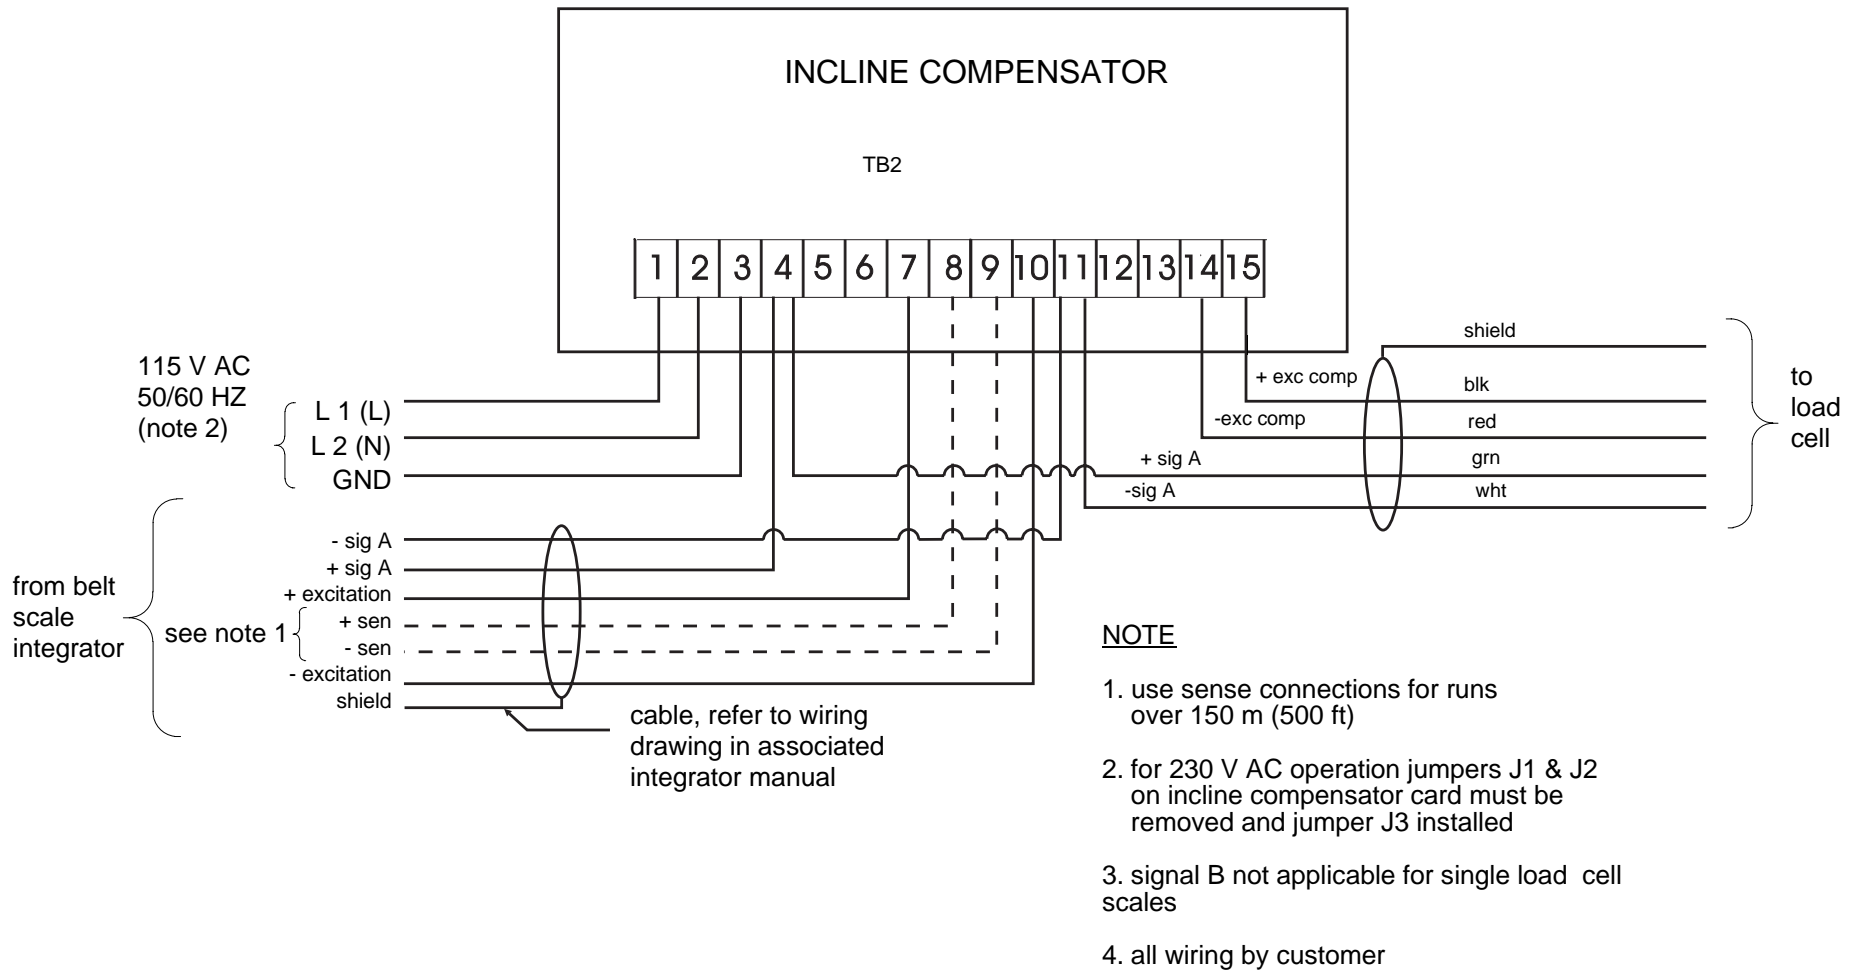 INCLINE COMPENSATOR
TB2
1 2 3 4 5 6 7 8 9 10 11 12 13 14 15
115 V AC
50/60 HZ
(note 2)
L 1 (L)
L 2 (N)
GND
from belt
scale
integrator
see note 1
- sig A
+ sig A
+ excitation
+ sen
- sen
- excitation
shield
cable, refer to wiring
drawing in associated
integrator manual
+ exc comp
-exc comp
+ sig A
-sig A
shield
blk
red
grn
wht
to
load
cell
NOTE
1. use sense connections for runs
over 150 m (500 ft)
2. for 230 V AC operation jumpers J1 & J2
on incline compensator card must be
removed and jumper J3 installed
3. signal B not applicable for single load cell
scales
4. all wiring by customer